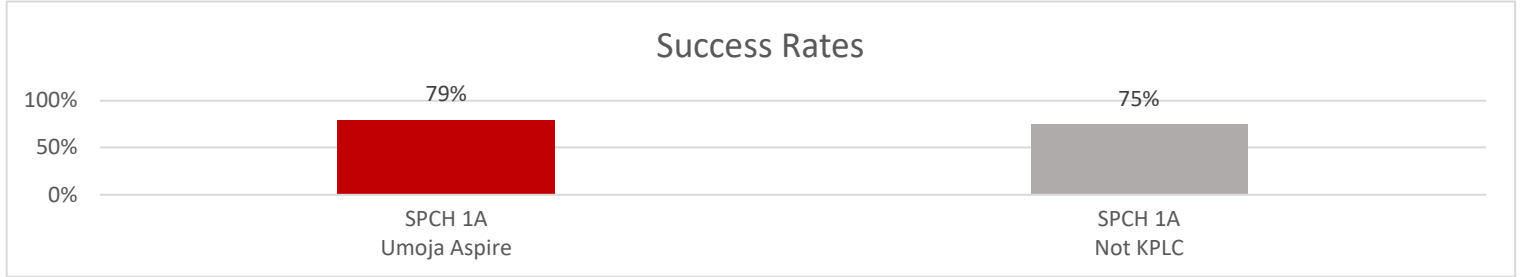 Success Rates
79%
75%
100%
50%
0%
SPCH 1A
Umoja Aspire
SPCH 1A
Not KPLC